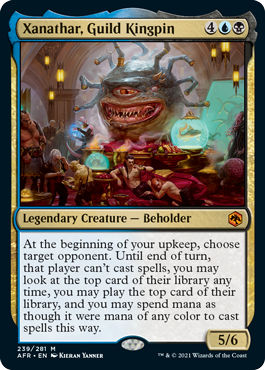 Xanathar, Guild Kingpin 4
Legendary Creature — Beholder
At the beginning of your upkeep, choose
target opponent. Until end of turn,
that player can't cast spells, you may
look at the top card of their library any
time, you may play the top card of their
library, and you may spend mana as
though it were mana of any color to cast
spells this way.
5/6
239/281 M
AFR • EN KIERAN YANNER
™ & © 2021 Wizards of the Coast